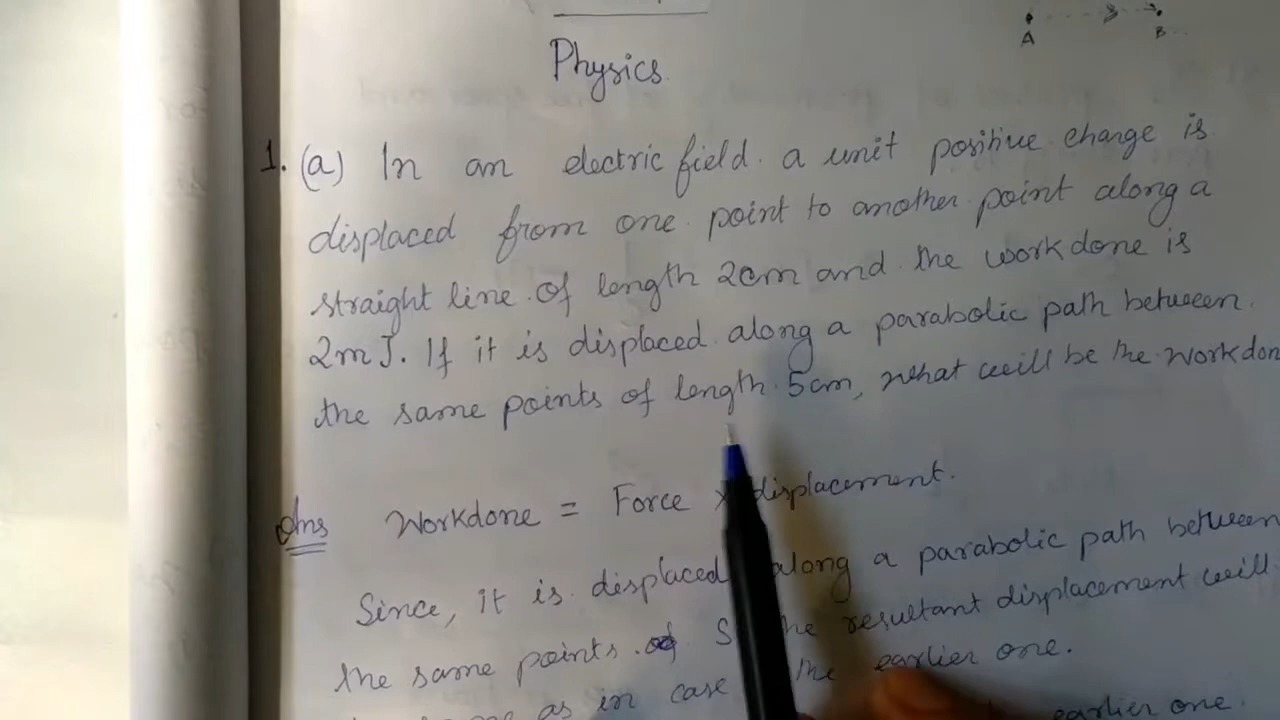 A B
Physics
1. (a) In an electric field a unit positive charge is
displaced from one point to another point along a
straight line of length 2cm and the workdone is
2mJ. If it is displaced along a parabolic path between
the same points of length 5cm, what will be the workdon
Ans Workdone = Force × displacement.
Since, it is displaced along a parabolic path between
the same points. resultant displacement will
as in case the earlier one.
earlier one.